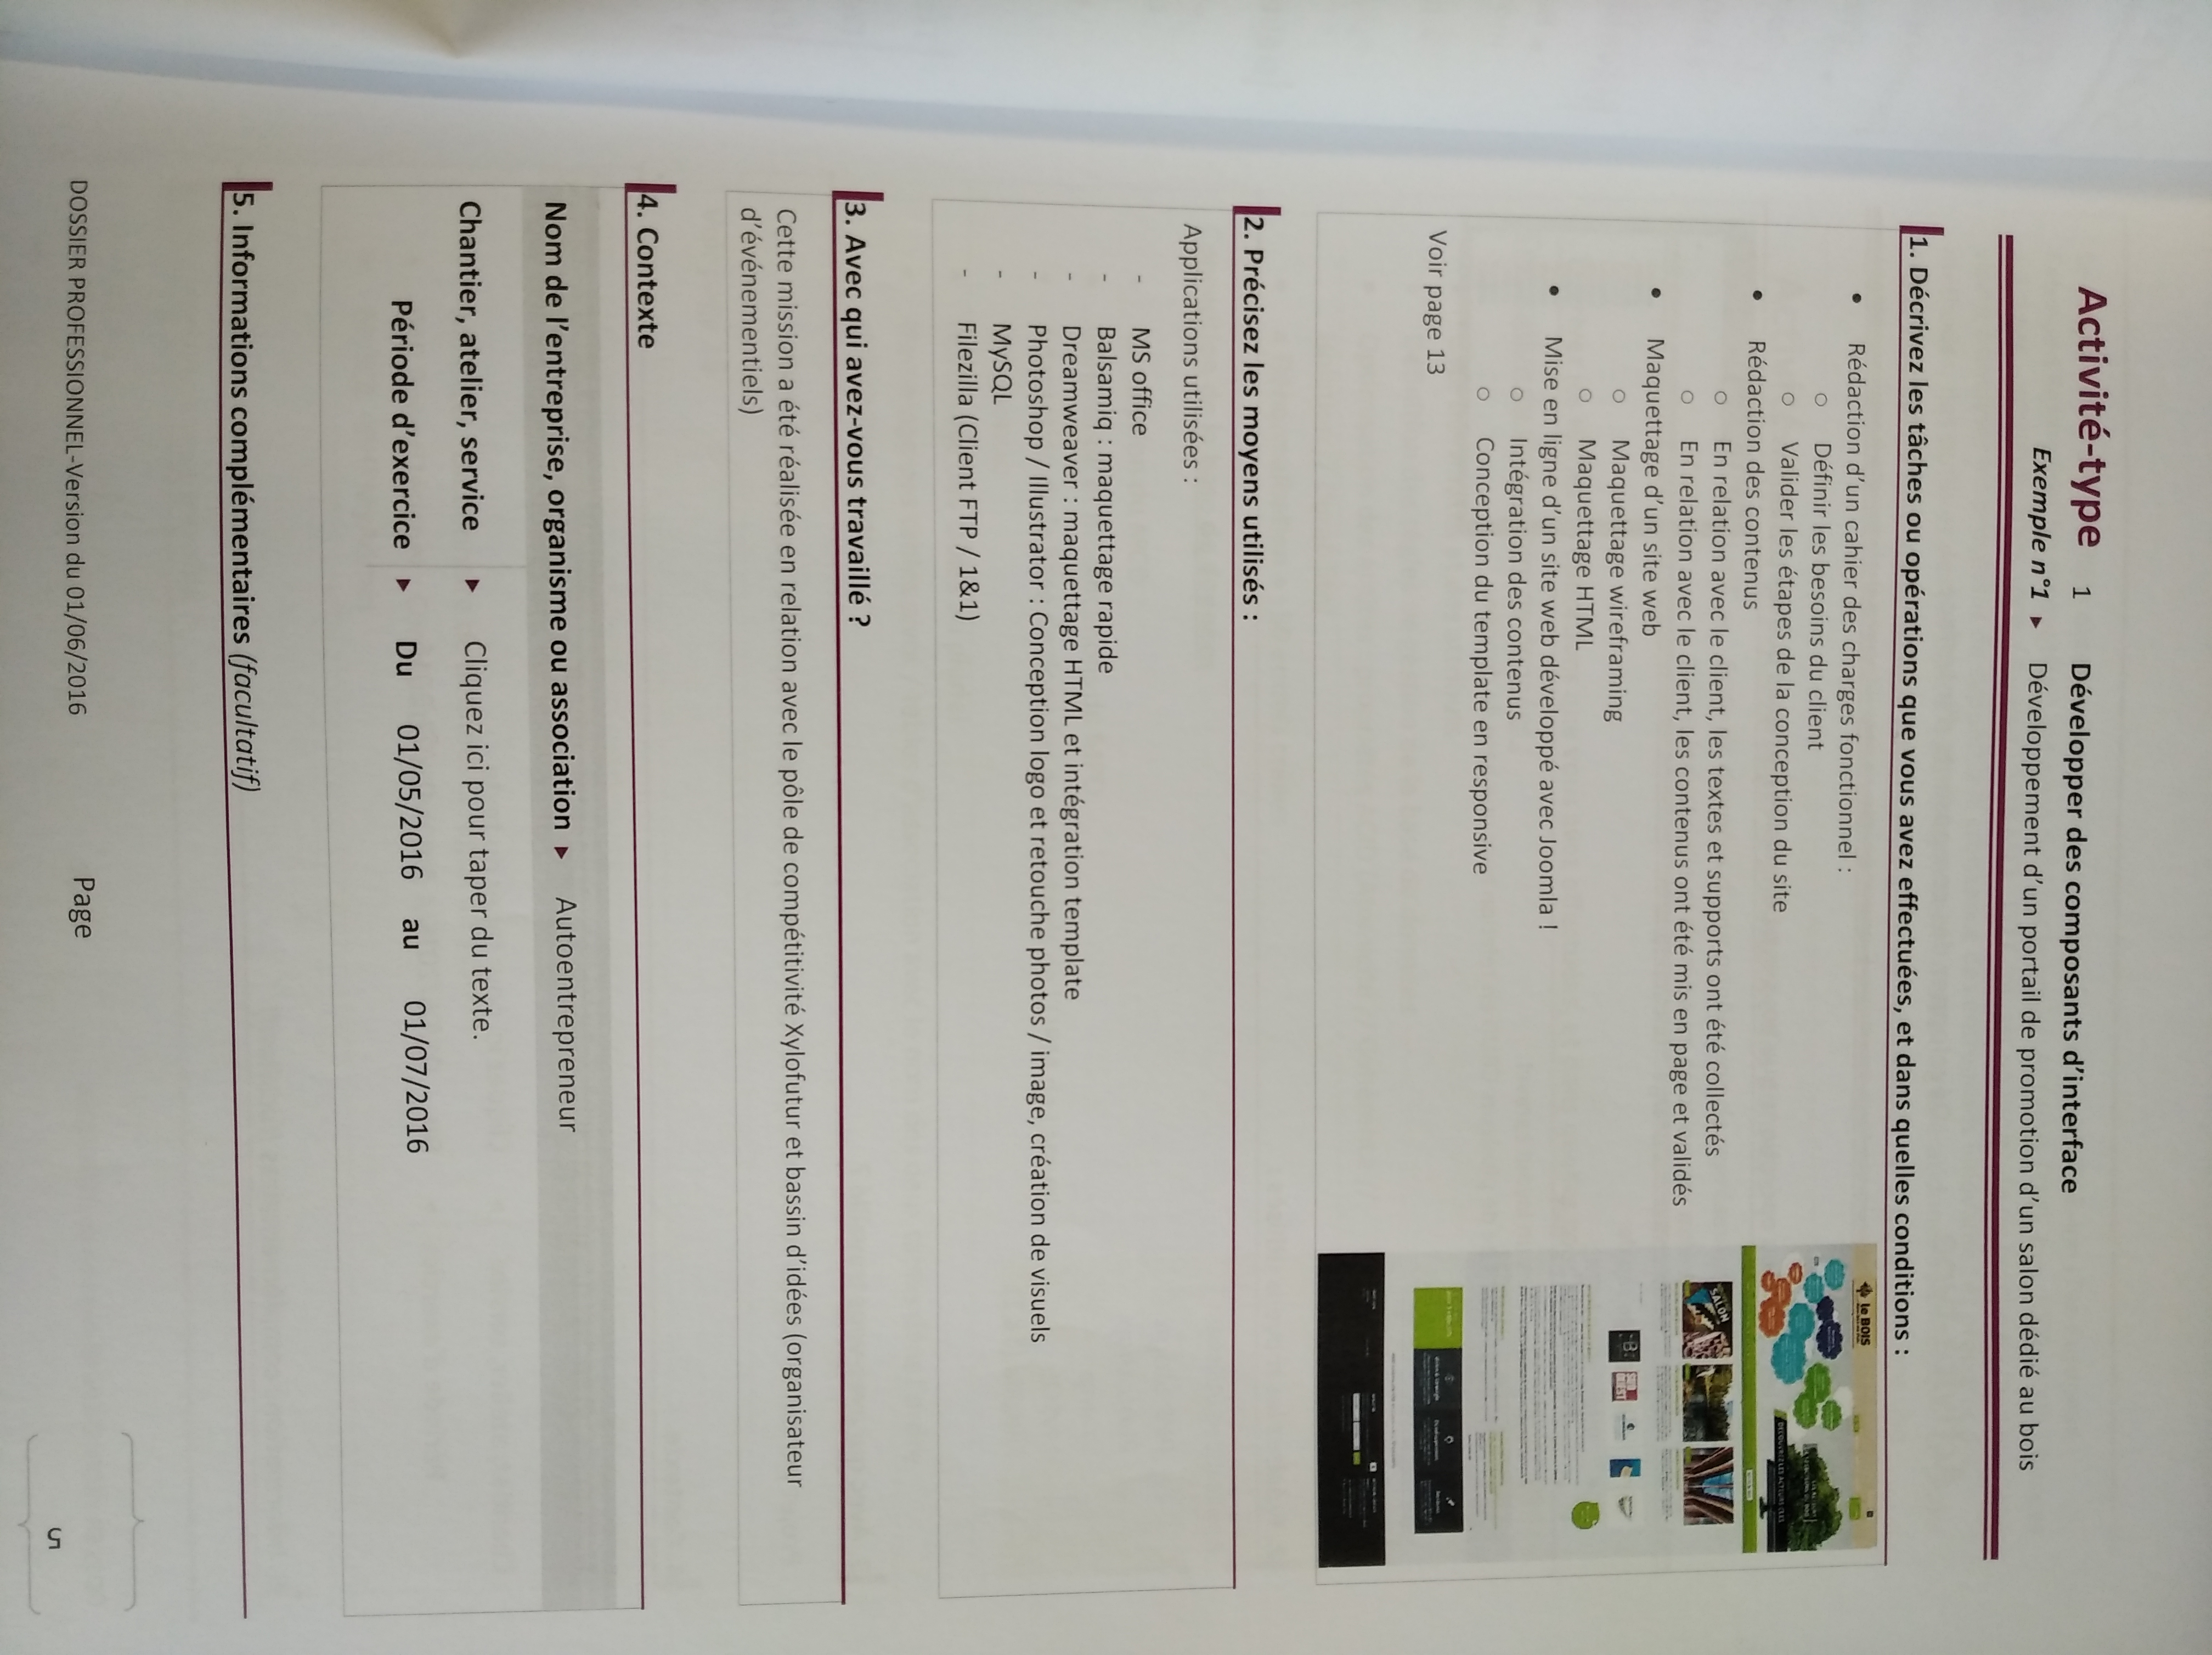 Activité-type 1 Développer des composants d'interface
Exemple n°1 ▸ Développement d'un portail de promotion d'un salon dédié au bois
1. Décrivez les tâches ou opérations que vous avez effectuées, et dans quelles conditions :
• Rédaction d'un cahier des charges fonctionnel :
○ Définir les besoins du client
○ Valider les étapes de la conception du site
• Rédaction des contenus
○ En relation avec le client, les textes et supports ont été collectés
○ En relation avec le client, les contenus ont été mis en page et validés
• Maquettage d'un site web
○ Maquettage wireframing
○ Maquettage HTML
• Mise en ligne d'un site web développé avec Joomla !
○ Intégration des contenus
○ Conception du template en responsive
Voir page 13
le BOIS
SALON
DECOUVREZ LES ACTEURS CLES
2. Précisez les moyens utilisés :
Applications utilisées :
- MS office
- Balsamiq : maquettage rapide
- Dreamweaver : maquettage HTML et intégration template
- Photoshop / Illustrator : Conception logo et retouche photos / image, création de visuels
- MySQL
- Filezilla (Client FTP / 1&1)
3. Avec qui avez-vous travaillé ?
Cette mission a été réalisée en relation avec le pôle de compétitivité Xylofutur et bassin d'idées (organisateur
d'événementiels)
4. Contexte
Nom de l'entreprise, organisme ou association ▸ Autoentrepreneur
Chantier, atelier, service ▸ Cliquez ici pour taper du texte.
Période d'exercice ▸ Du 01/05/2016 au 01/07/2016
5. Informations complémentaires (facultatif)
DOSSIER PROFESSIONNEL-Version du 01/06/2016 Page 5